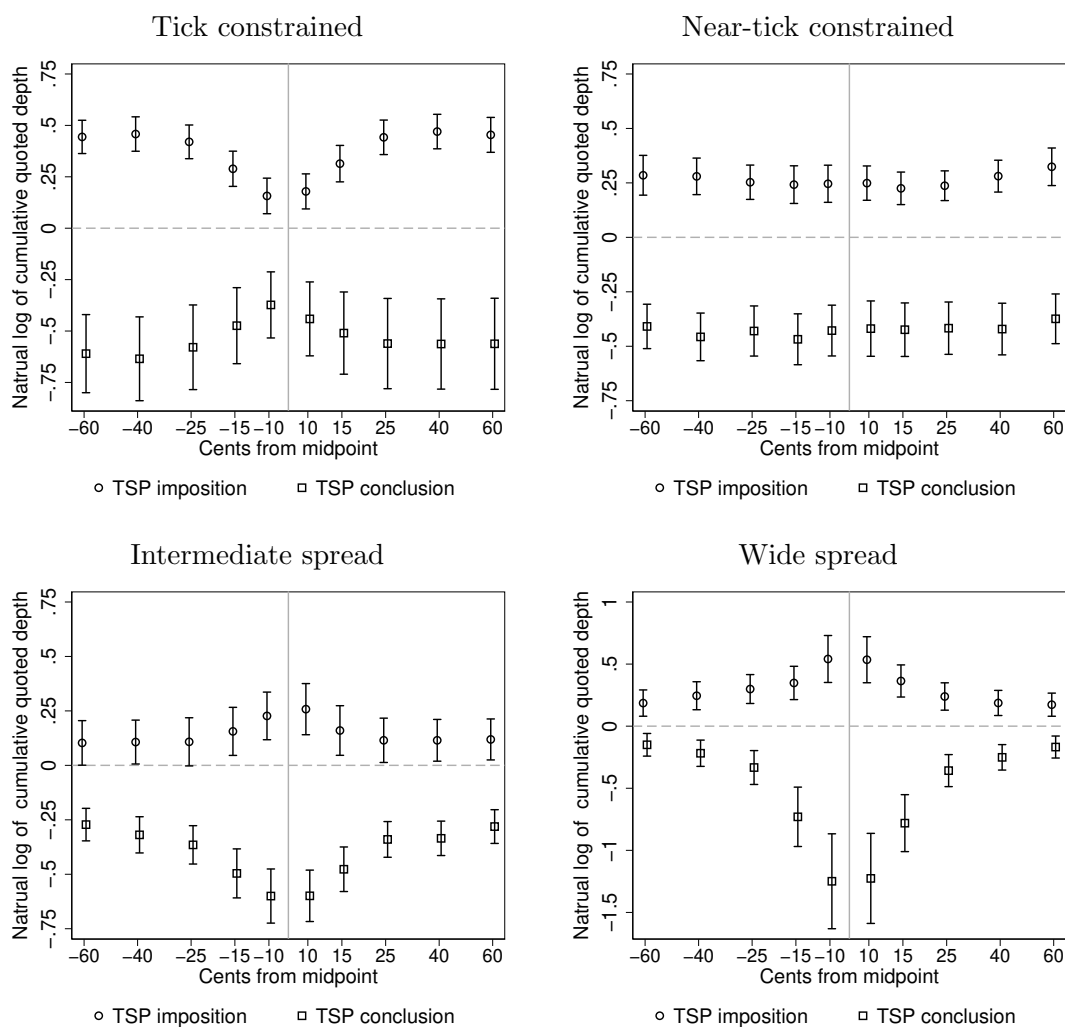 Tick constrained
Natrual log of cumulative quoted depth
.75
.5
.25
0
-.25
-.5
-.75
-60 -40 -25 -15 -10 10 15 25 40 60
Cents from midpoint
TSP imposition TSP conclusion
Near-tick constrained
Natrual log of cumulative quoted depth
.75
.5
.25
0
-.25
-.5
-.75
-60 -40 -25 -15 -10 10 15 25 40 60
Cents from midpoint
TSP imposition TSP conclusion
Intermediate spread
Natrual log of cumulative quoted depth
.75
.5
.25
0
-.25
-.5
-.75
-60 -40 -25 -15 -10 10 15 25 40 60
Cents from midpoint
TSP imposition TSP conclusion
Wide spread
Natrual log of cumulative quoted depth
1
.5
0
-.5
-1
-1.5
-60 -40 -25 -15 -10 10 15 25 40 60
Cents from midpoint
TSP imposition TSP conclusion